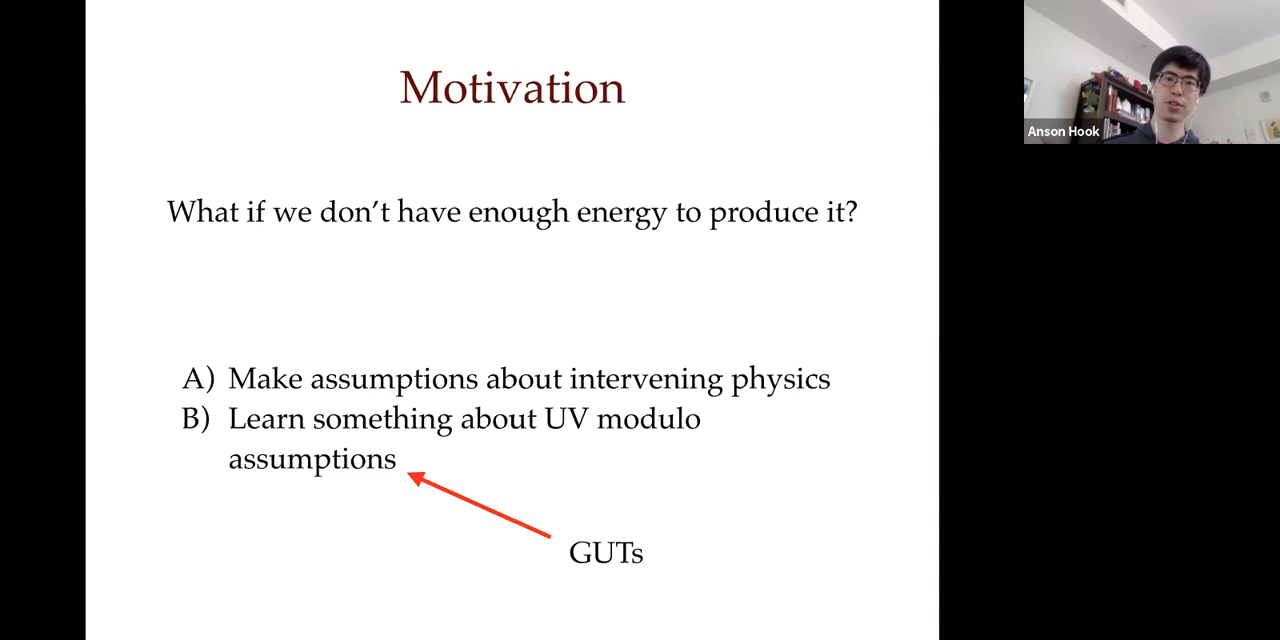 Motivation
What if we don’t have enough energy to produce it?
A) Make assumptions about intervening physics
B) Learn something about UV modulo
assumptions
GUTs
Anson Hook